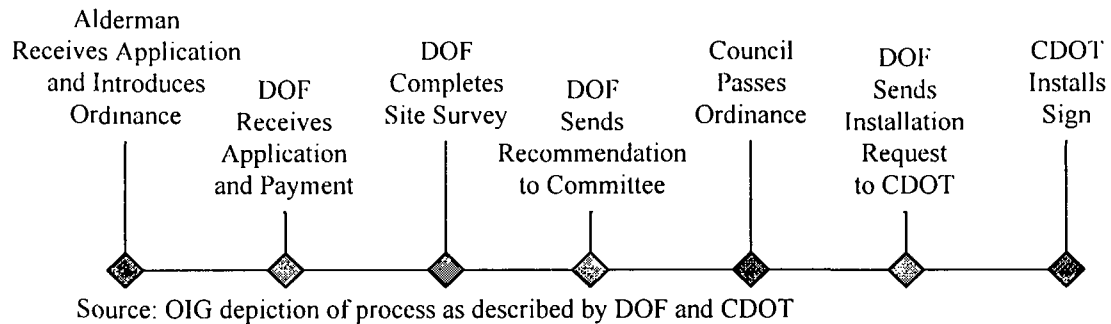 Alderman
Receives Application
and Introduces
Ordinance
DOF
Receives
Application
and Payment
DOF
Completes
Site Survey
DOF
Sends
Recommendation
to Committee
Council
Passes
Ordinance
DOF
Sends
Installation
Request
to CDOT
CDOT
Installs
Sign
Source: OIG depiction of process as described by DOF and CDOT